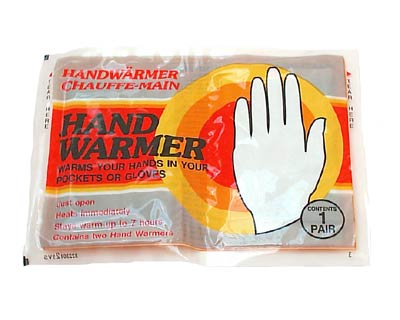 HANDWÄRMER
CHAUFFE-MAIN
HAND
WARMER
WARMS YOUR HANDS IN YOUR
POCKETS OR GLOVES
Just open
Heats immediately
Stays warm up to 7 hours
Contains two Hand Warmers
CONTENTS
1
PAIR
TEAR HERE
TEAR HERE